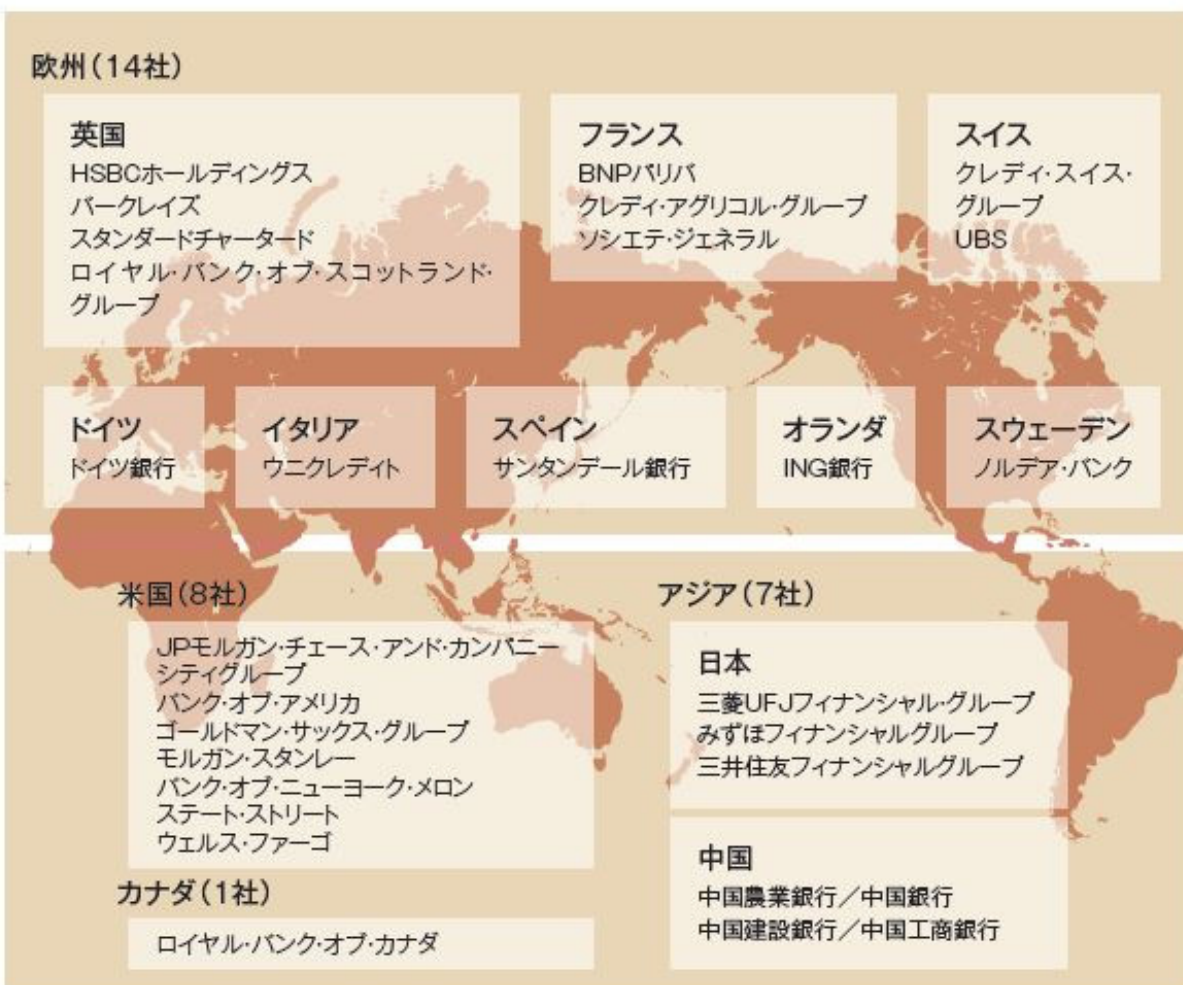 欧州(14社)
英国
HSBCホールディングス
バークレイズ
スタンダードチャータード
ロイヤル・バンク・オブ・スコットランド・
グループ
フランス
BNPパリバ
クレディ・アグリコル・グループ
ソシエテ・ジェネラル
スイス
クレディ・スイス・
グループ
UBS
ドイツ
ドイツ銀行
イタリア
ウニクレディト
スペイン
サンタンデール銀行
オランダ
ING銀行
スウェーデン
ノルデア・バンク
米国(8社)
JPモルガン・チェース・アンド・カンパニー
シティグループ
バンク・オブ・アメリカ
ゴールドマン・サックス・グループ
モルガン・スタンレー
バンク・オブ・ニューヨーク・メロン
ステート・ストリート
ウェルス・ファーゴ
カナダ(1社)
ロイヤル・バンク・オブ・カナダ
アジア(7社)
日本
三菱UFJフィナンシャル・グループ
みずほフィナンシャルグループ
三井住友フィナンシャルグループ
中国
中国農業銀行/中国銀行
中国建設銀行/中国工商銀行